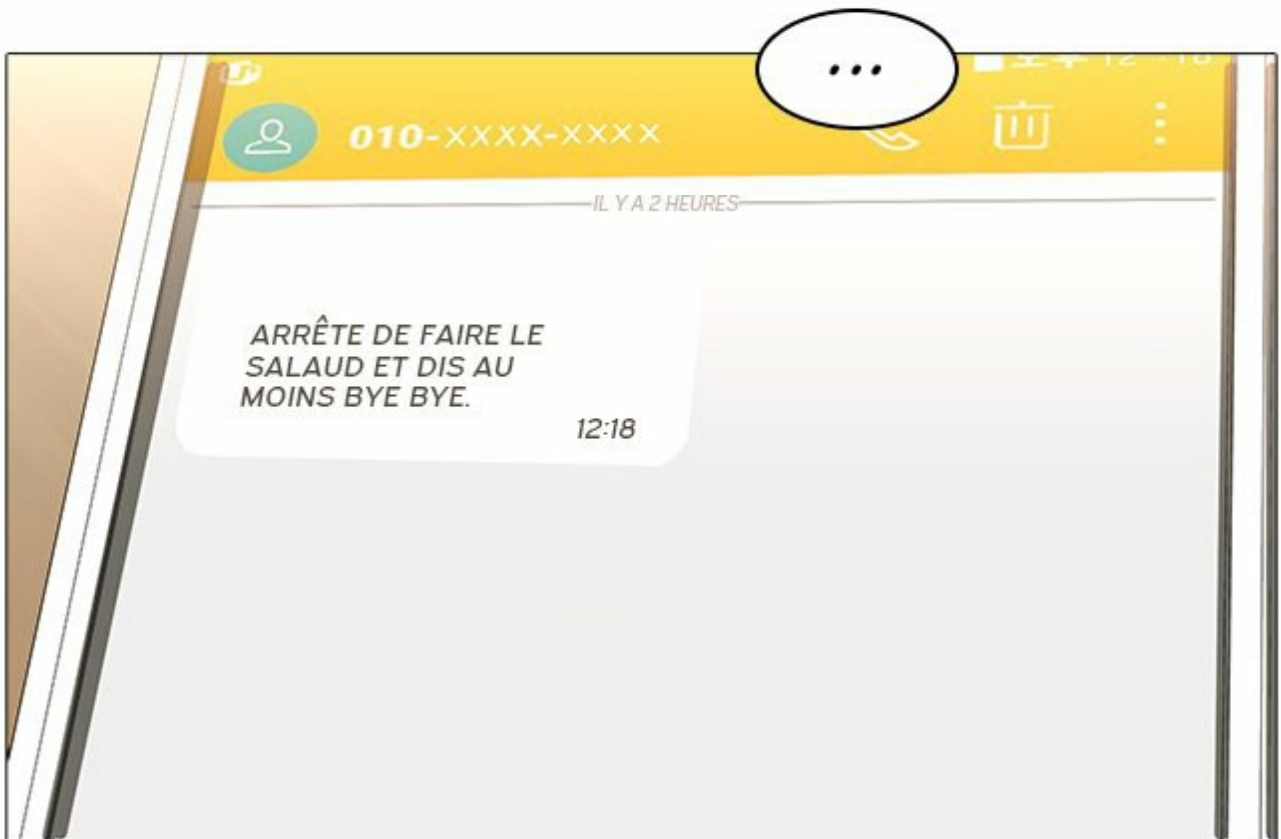 ...
010-XXXX-XXXX
IL Y A 2 HEURES
ARRÊTE DE FAIRE LE
SALAUD ET DIS AU
MOINS BYE BYE.
12:18